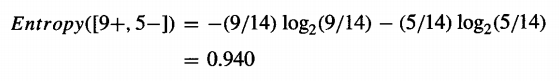 Entropy([9+, 5−]) = −(9/14) log₂(9/14) − (5/14) log₂(5/14)
= 0.940